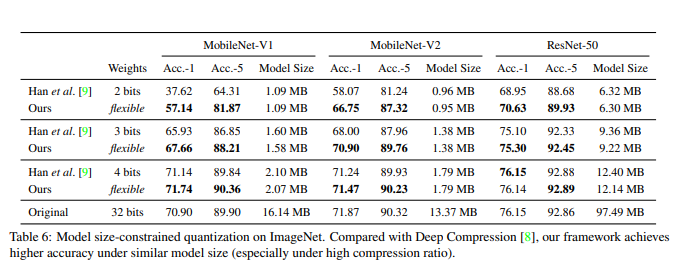 MobileNet-V1 MobileNet-V2 ResNet-50
Weights Acc.-1 Acc.-5 Model Size Acc.-1 Acc.-5 Model Size Acc.-1 Acc.-5 Model Size
Han et al. [9] 2 bits 37.62 64.31 1.09 MB 58.07 81.24 0.96 MB 68.95 88.68 6.32 MB
Ours flexible 57.14 81.87 1.09 MB 66.75 87.32 0.95 MB 70.63 89.93 6.30 MB
Han et al. [9] 3 bits 65.93 86.85 1.60 MB 68.00 87.96 1.38 MB 75.10 92.33 9.36 MB
Ours flexible 67.66 88.21 1.58 MB 70.90 89.76 1.38 MB 75.30 92.45 9.22 MB
Han et al. [9] 4 bits 71.14 89.84 2.10 MB 71.24 89.93 1.79 MB 76.15 92.88 12.40 MB
Ours flexible 71.74 90.36 2.07 MB 71.47 90.23 1.79 MB 76.14 92.89 12.14 MB
Original 32 bits 70.90 89.90 16.14 MB 71.87 90.32 13.37 MB 76.15 92.86 97.49 MB
Table 6: Model size-constrained quantization on ImageNet. Compared with Deep Compression [8], our framework achieves
higher accuracy under similar model size (especially under high compression ratio).